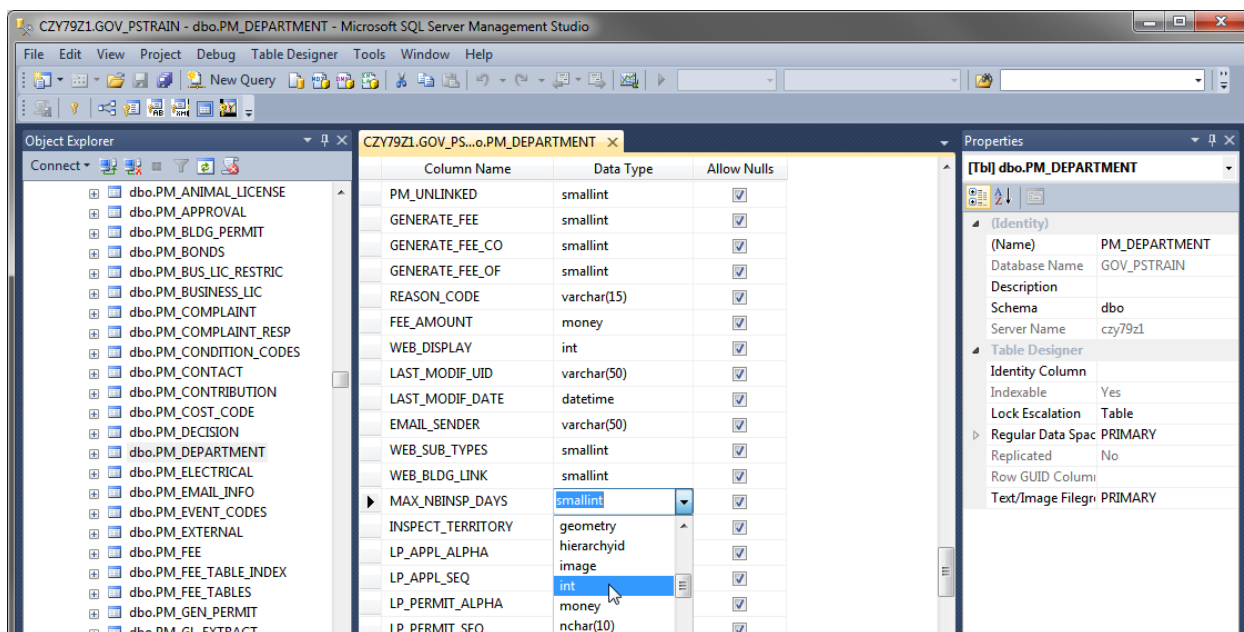 CZY79Z1.GOV_PSTRAIN - dbo.PM_DEPARTMENT - Microsoft SQL Server Management Studio
File Edit View Project Debug Table Designer Tools Window Help
New Query
Object Explorer
Connect
dbo.PM_ANIMAL_LICENSE
dbo.PM_APPROVAL
dbo.PM_BLDG_PERMIT
dbo.PM_BONDS
dbo.PM_BUS_LIC_RESTRIC
dbo.PM_BUSINESS_LIC
dbo.PM_COMPLAINT
dbo.PM_COMPLAINT_RESP
dbo.PM_CONDITION_CODES
dbo.PM_CONTACT
dbo.PM_CONTRIBUTION
dbo.PM_COST_CODE
dbo.PM_DECISION
dbo.PM_DEPARTMENT
dbo.PM_ELECTRICAL
dbo.PM_EMAIL_INFO
dbo.PM_EVENT_CODES
dbo.PM_EXTERNAL
dbo.PM_FEE
dbo.PM_FEE_TABLE_INDEX
dbo.PM_FEE_TABLES
dbo.PM_GEN_PERMIT
dbo.PM_GL_EXTRACT
CZY79Z1.GOV_PS...o.PM_DEPARTMENT
Column Name Data Type Allow Nulls
PM_UNLINKED smallint
GENERATE_FEE smallint
GENERATE_FEE_CO smallint
GENERATE_FEE_OF smallint
REASON_CODE varchar(15)
FEE_AMOUNT money
WEB_DISPLAY int
LAST_MODIF_UID varchar(50)
LAST_MODIF_DATE datetime
EMAIL_SENDER varchar(50)
WEB_SUB_TYPES smallint
WEB_BLDG_LINK smallint
MAX_NBINSP_DAYS smallint
INSPECT_TERRITORY
LP_APPL_ALPHA
LP_APPL_SEQ
LP_PERMIT_ALPHA
LP_PERMIT_SEQ
geometry
hierarchyid
image
int
money
nchar(10)
Properties
[Tbl] dbo.PM_DEPARTMENT
(Identity)
(Name) PM_DEPARTMENT
Database Name GOV_PSTRAIN
Description
Schema dbo
Server Name czy79z1
Table Designer
Identity Column
Indexable Yes
Lock Escalation Table
Regular Data Spac PRIMARY
Replicated No
Row GUID Colum
Text/Image Filegr PRIMARY